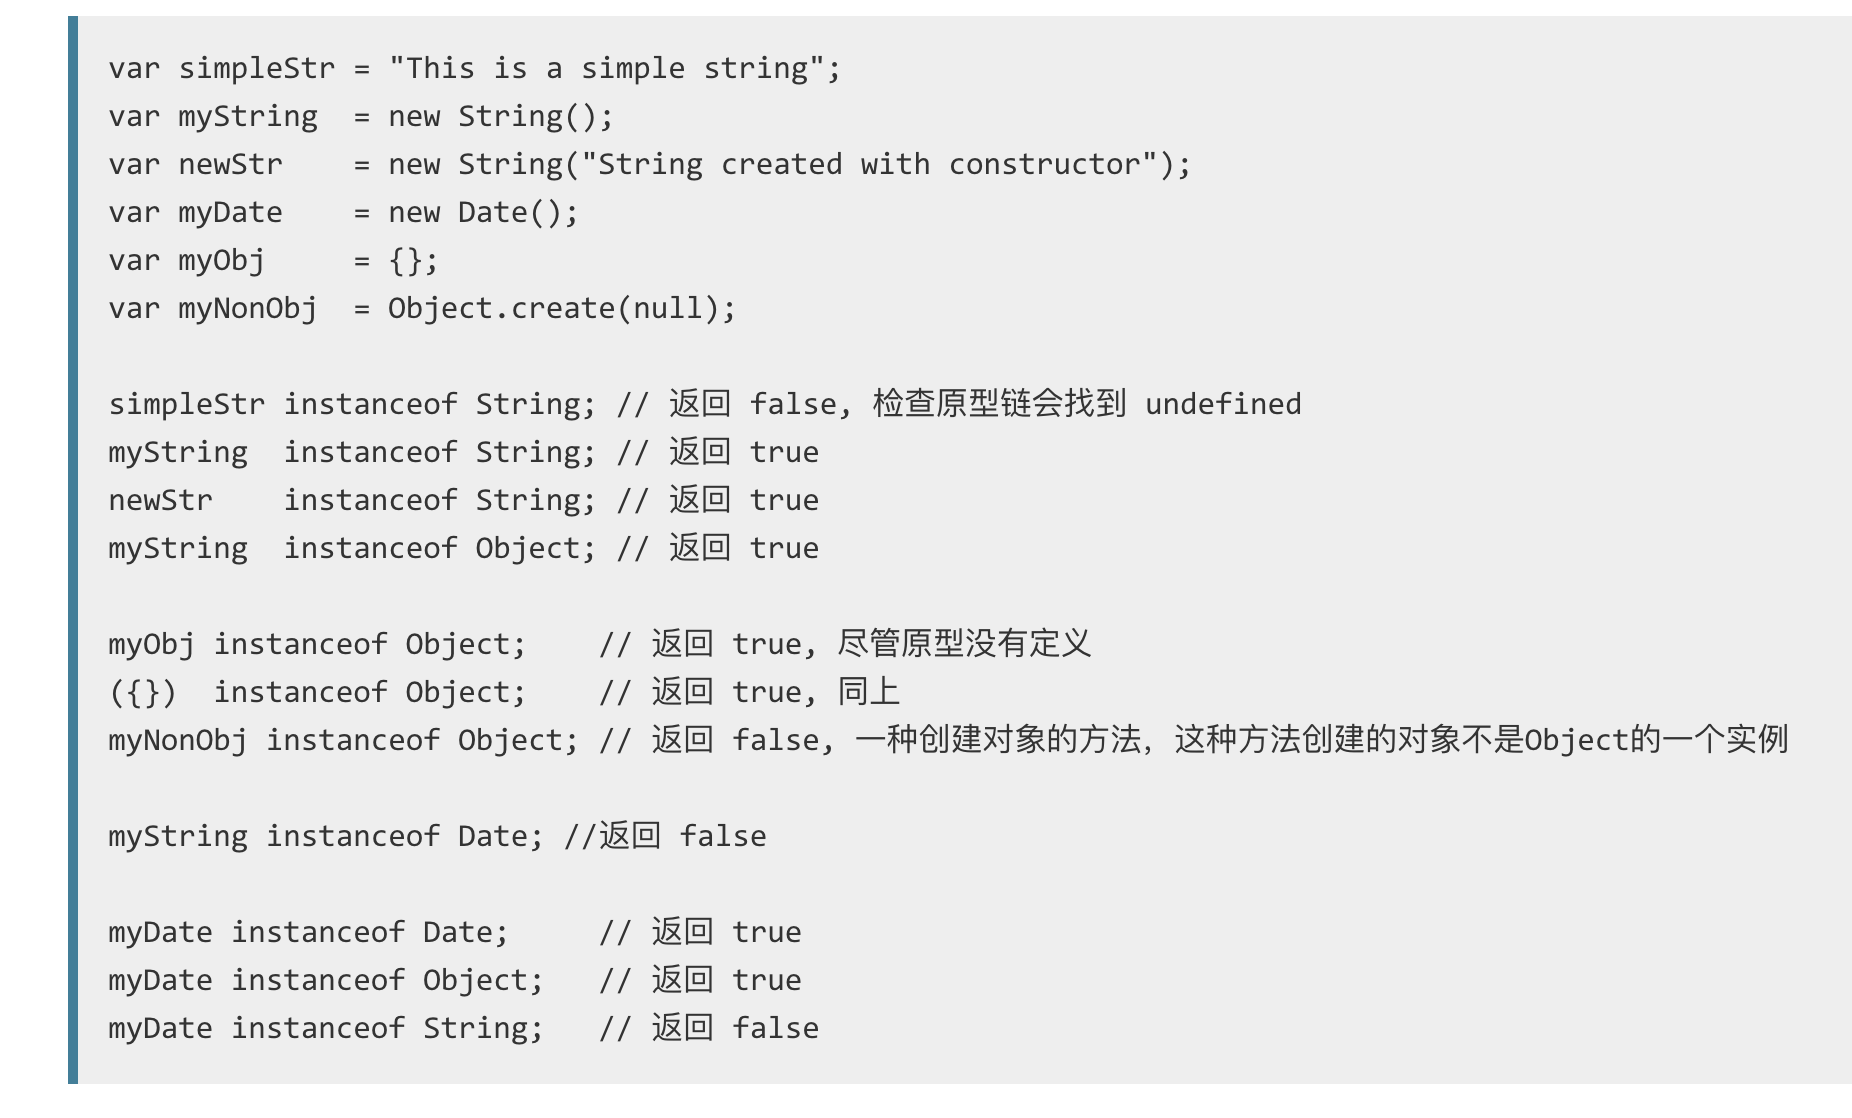 var simpleStr = "This is a simple string";
var myString  = new String();
var newStr    = new String("String created with constructor");
var myDate    = new Date();
var myObj     = {};
var myNonObj  = Object.create(null);

simpleStr instanceof String; // 返回 false, 检查原型链会找到 undefined
myString  instanceof String; // 返回 true
newStr    instanceof String; // 返回 true
myString  instanceof Object; // 返回 true

myObj instanceof Object;    // 返回 true, 尽管原型没有定义
({})  instanceof Object;    // 返回 true, 同上
myNonObj instanceof Object; // 返回 false, 一种创建对象的方法，这种方法创建的对象不是Object的一个实例

myString instanceof Date; //返回 false

myDate instanceof Date;     // 返回 true
myDate instanceof Object;   // 返回 true
myDate instanceof String;   // 返回 false